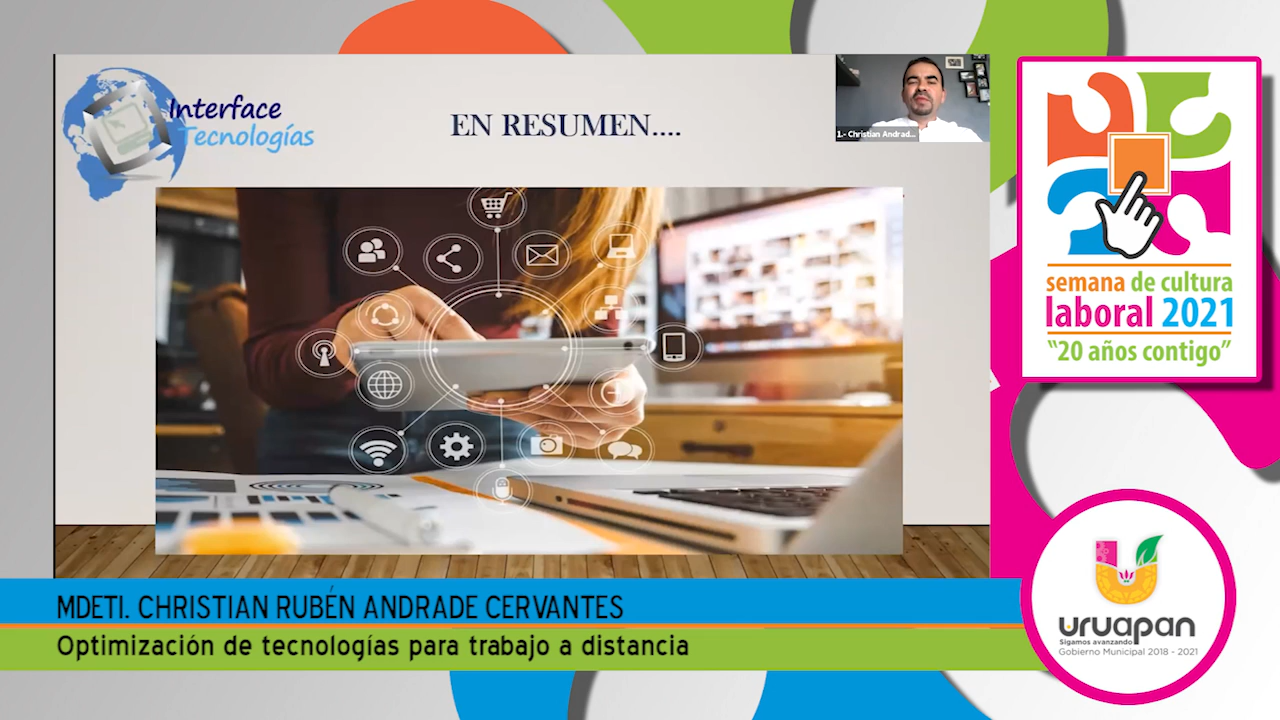 Interface
Tecnologías
EN RESUMEN....
1.- Christian Andrad...
semana de cultura
laboral 2021
“20 años contigo”
MDETI. CHRISTIAN RUBÉN ANDRADE CERVANTES
Optimización de tecnologías para trabajo a distancia
uruapan
Sigamos avanzando
Gobierno Municipal 2018 - 2021